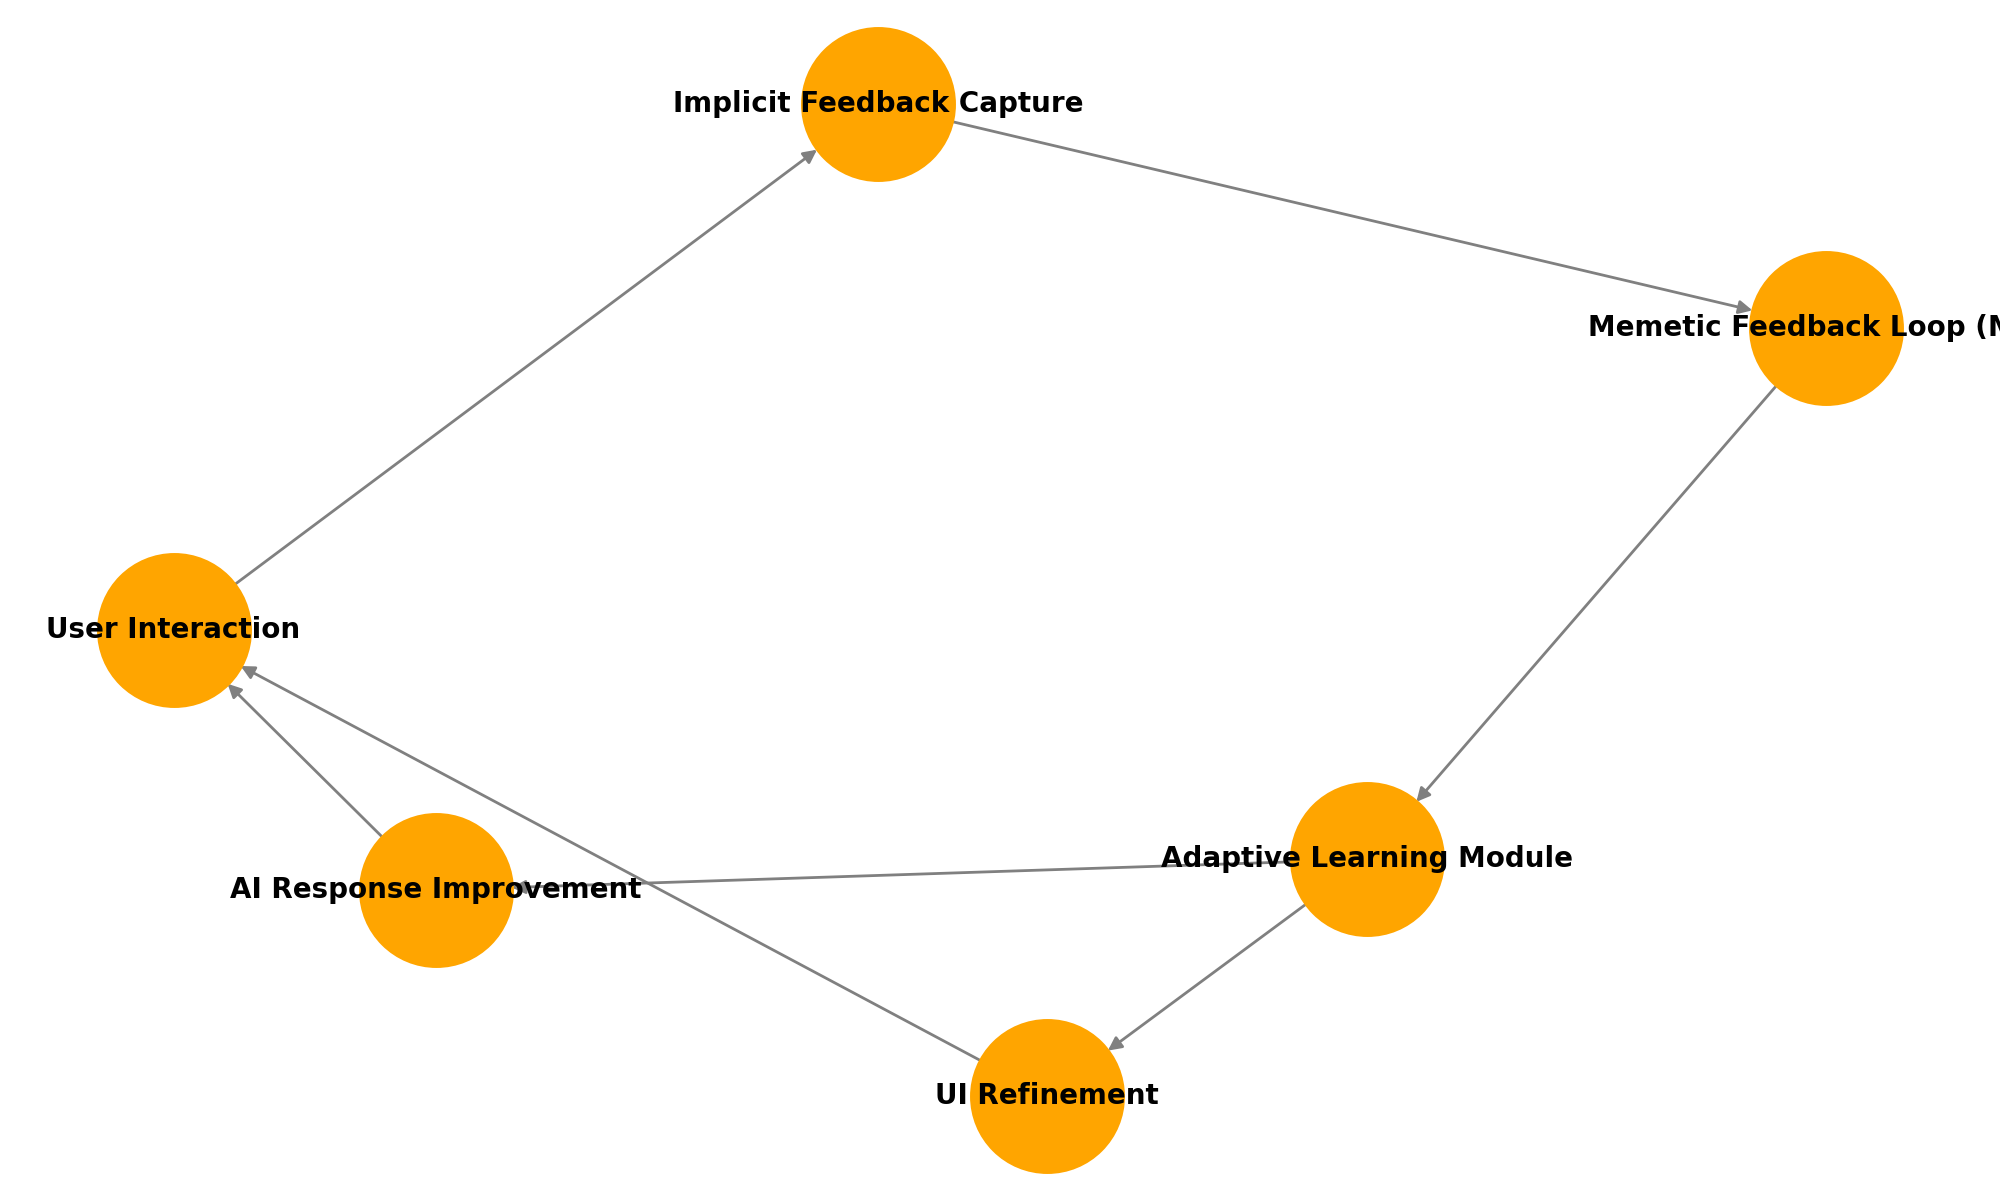 Implicit Feedback Capture
Memetic Feedback Loop (
User Interaction
Adaptive Learning Module
AI Response Improvement
UI Refinement